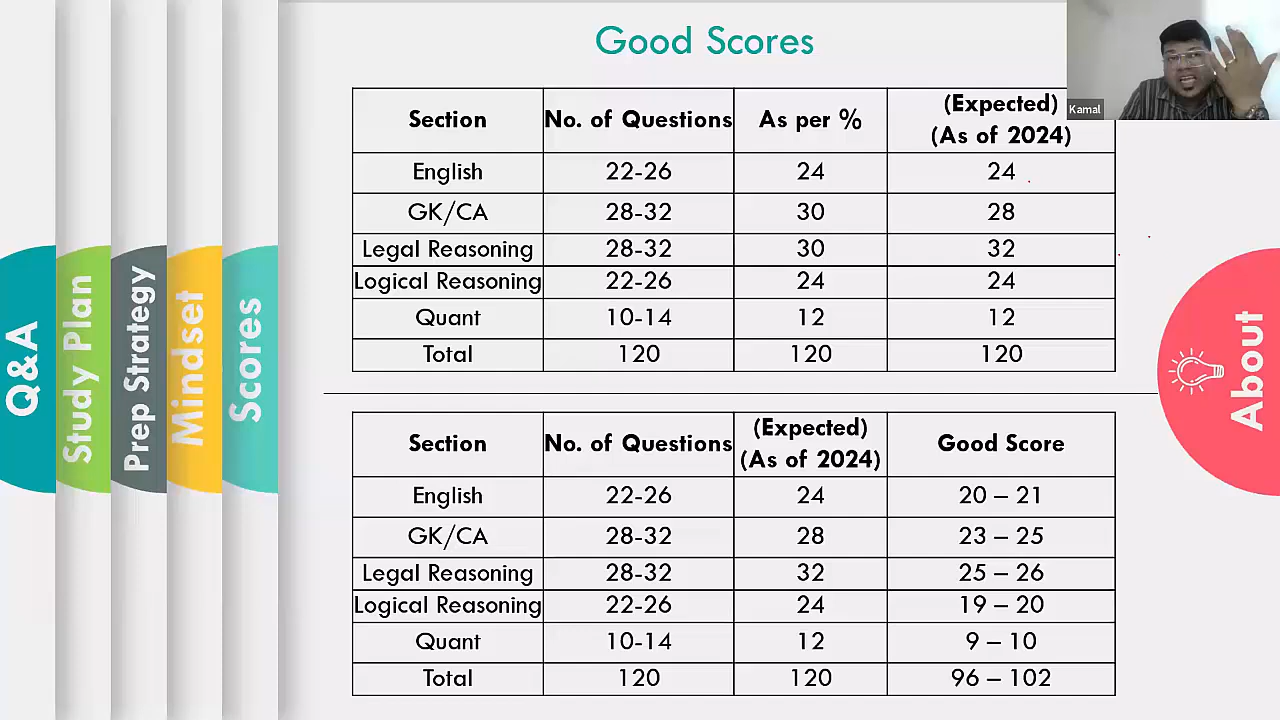 Good Scores
Kamal
Section No. of Questions As per % (Expected) (As of 2024)
English 22-26 24 24
GK/CA 28-32 30 28
Legal Reasoning 28-32 30 32
Logical Reasoning 22-26 24 24
Quant 10-14 12 12
Total 120 120 120
Section No. of Questions (Expected) (As of 2024) Good Score
English 22-26 24 20 – 21
GK/CA 28-32 28 23 – 25
Legal Reasoning 28-32 32 25 – 26
Logical Reasoning 22-26 24 19 – 20
Quant 10-14 12 9 – 10
Total 120 120 96 – 102
Q&A
Study Plan
Prep Strategy
Mindset
Scores
About